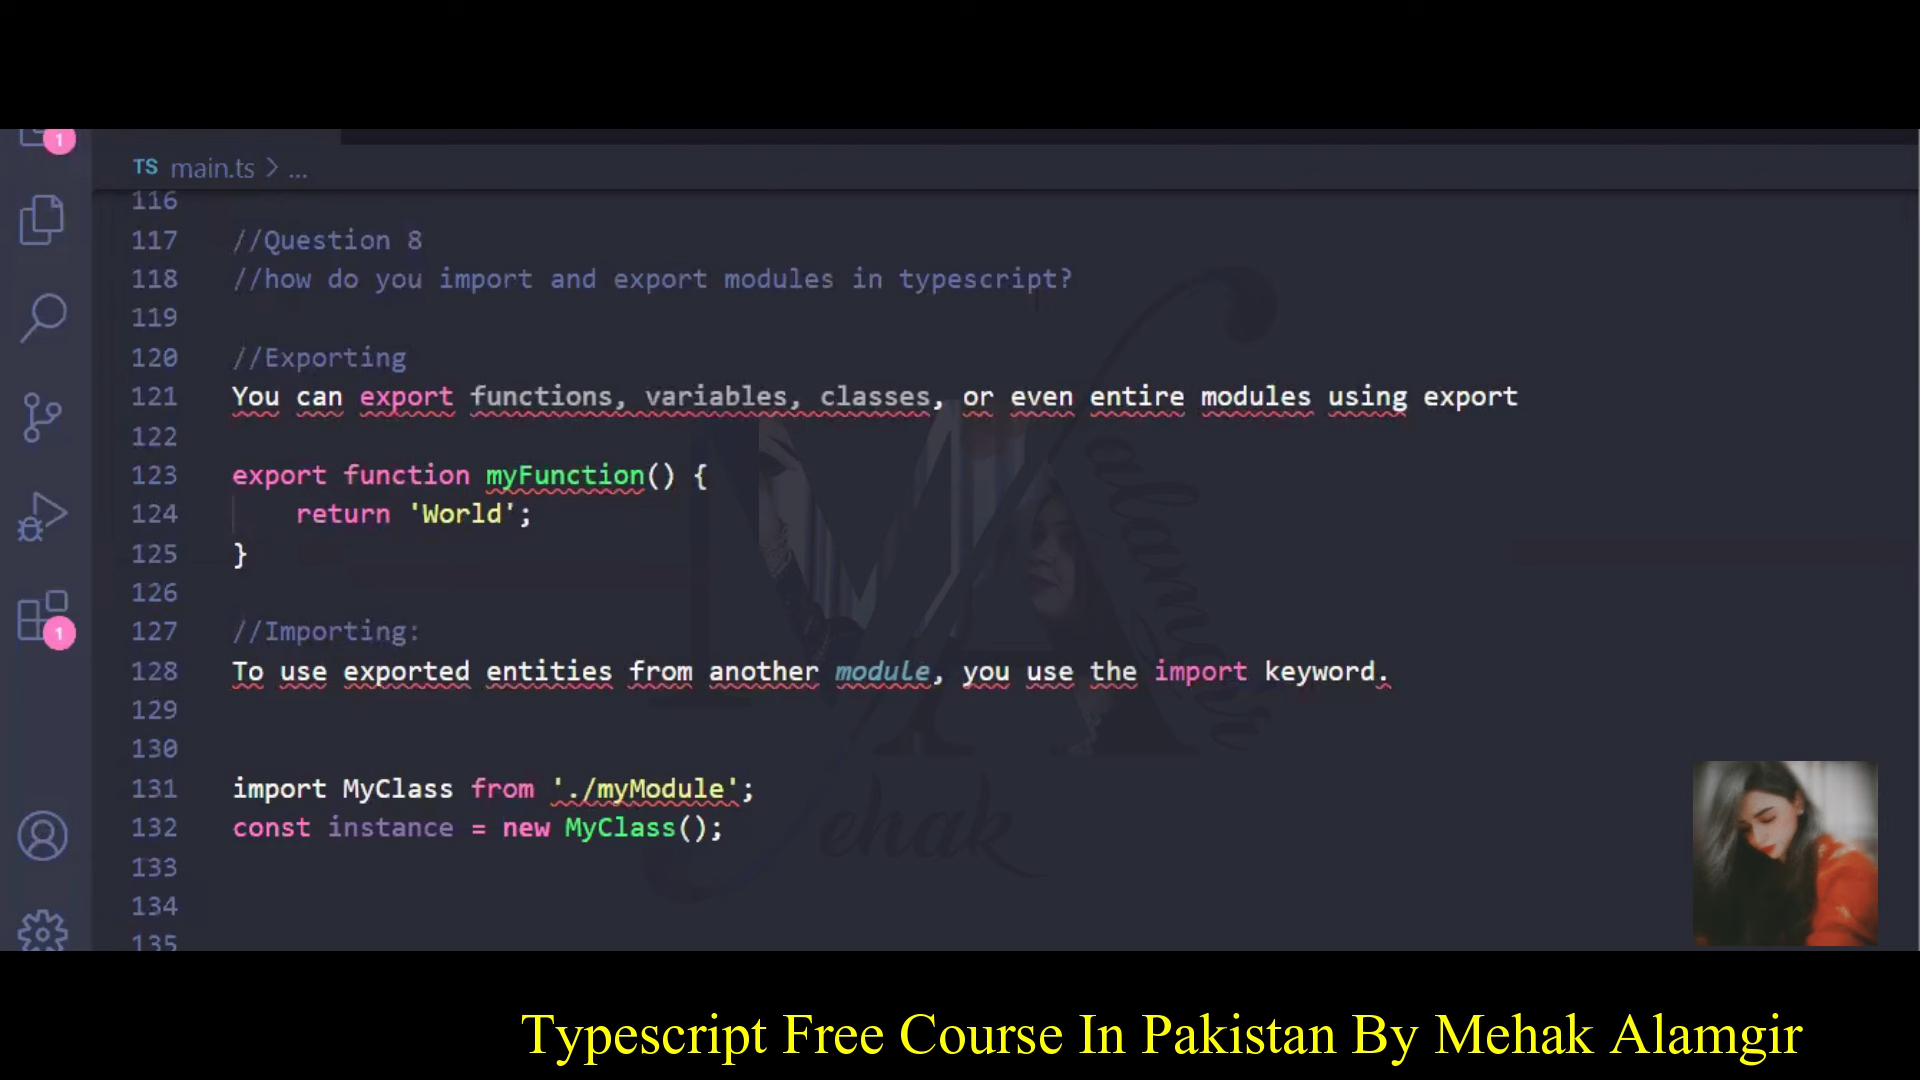 1
TS main.ts > ...
116
117 //Question 8
118 //how do you import and export modules in typescript?
119
120 //Exporting
121 You can export functions, variables, classes, or even entire modules using export
122
123 export function myFunction() {
124 return 'World';
125 }
126
127 //Importing:
1
128 To use exported entities from another module, you use the import keyword.
129
130
131 import MyClass from './myModule';
132 const instance = new MyClass();
133
134
135
Mehak
alamgir
Typescript Free Course In Pakistan By Mehak Alamgir